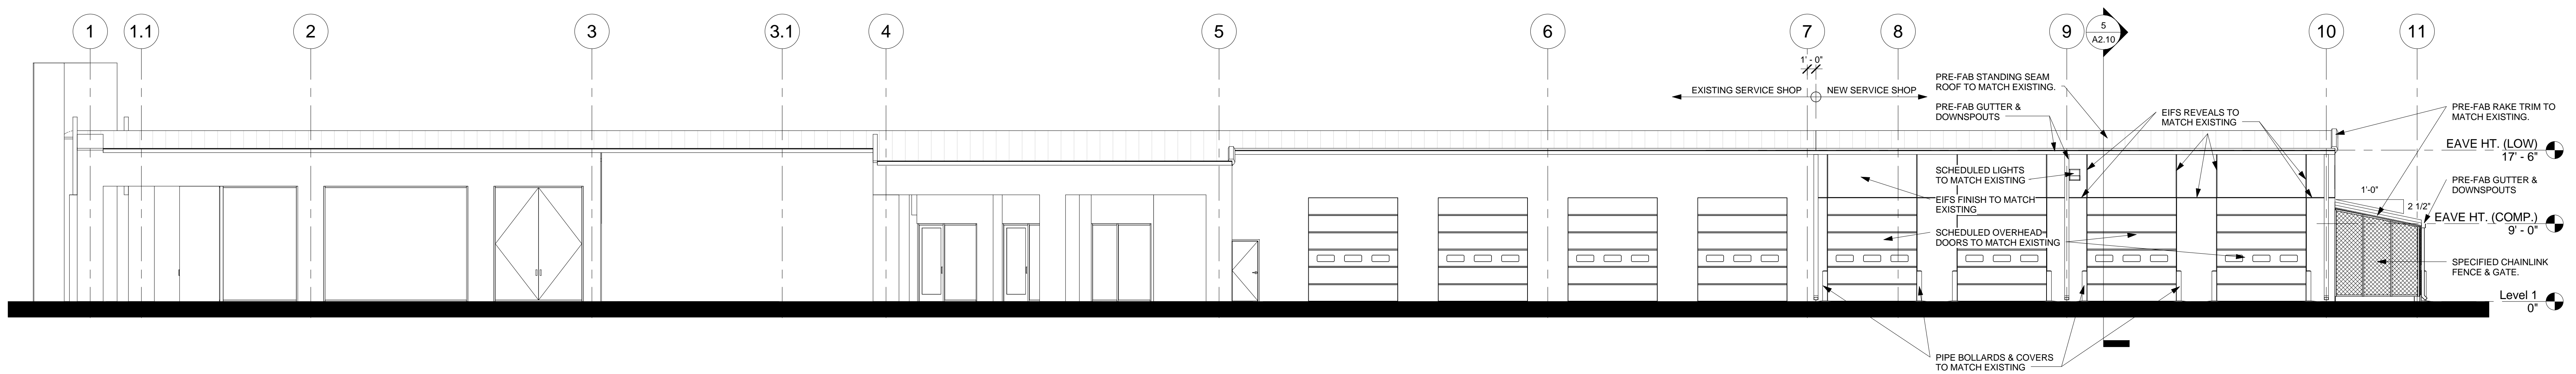 1
1.1
2
3
3.1
4
5
6
7
8
9
5
A2.10
10
11
1' - 0"
EXISTING SERVICE SHOP
NEW SERVICE SHOP
PRE-FAB STANDING SEAM
ROOF TO MATCH EXISTING.
PRE-FAB GUTTER &
DOWNSPOUTS
EIFS REVEALS TO
MATCH EXISTING
PRE-FAB RAKE TRIM TO
MATCH EXISTING.
EAVE HT. (LOW)
17' - 6"
SCHEDULED LIGHTS
TO MATCH EXISTING
PRE-FAB GUTTER &
DOWNSPOUTS
1'-0"
2 1/2"
EIFS FINISH TO MATCH
EXISTING
EAVE HT. (COMP.)
9' - 0"
SCHEDULED OVERHEAD
DOORS TO MATCH EXISTING
SPECIFIED CHAINLINK
FENCE & GATE.
Level 1
0"
PIPE BOLLARDS & COVERS
TO MATCH EXISTING